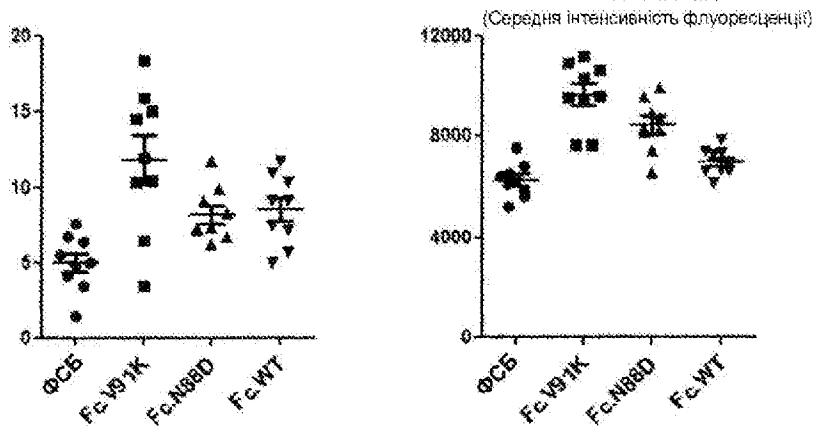 (Середня інтенсивність флуоресценції)
20
15
10
5
0
ФСБ
Fc.V91K
Fc.N88D
Fc.WT
12000
8000
4000
0
ФСБ
Fc.V91K
Fc.N88D
Fc.WT